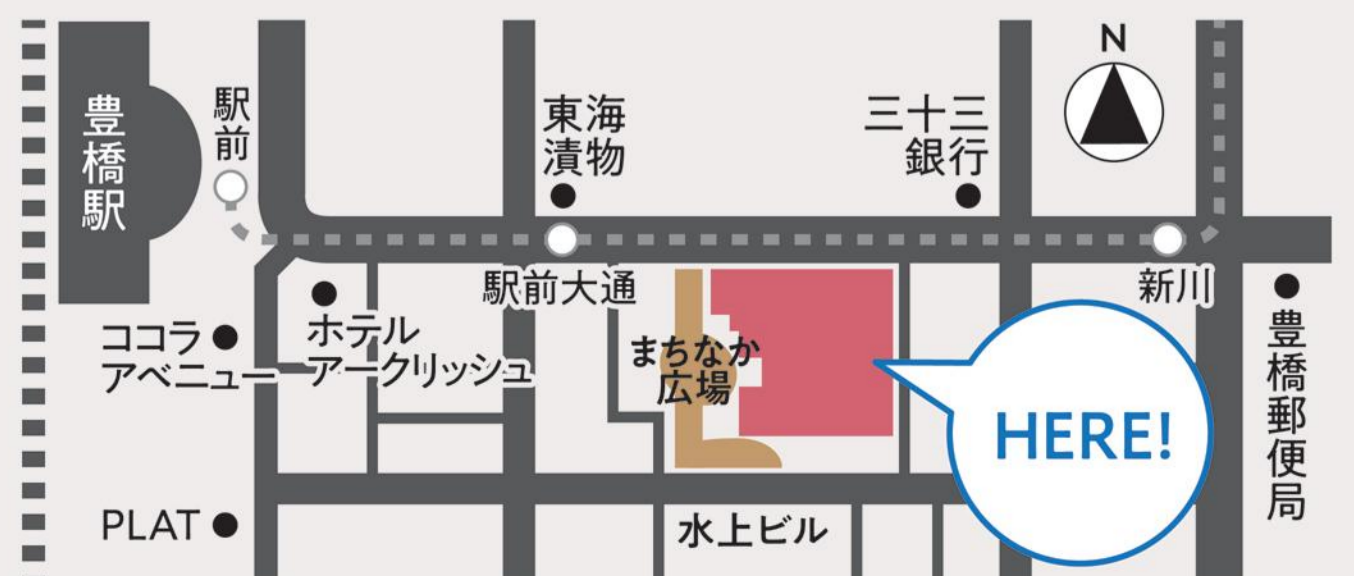 豊橋駅
駅前
東海
漬物
三十三
銀行
N
駅前大通
新川
ココラ
アベニュー
ホテル
アークリッシュ
まちなか
広場
HERE!
豊橋郵便局
PLAT
水上ビル